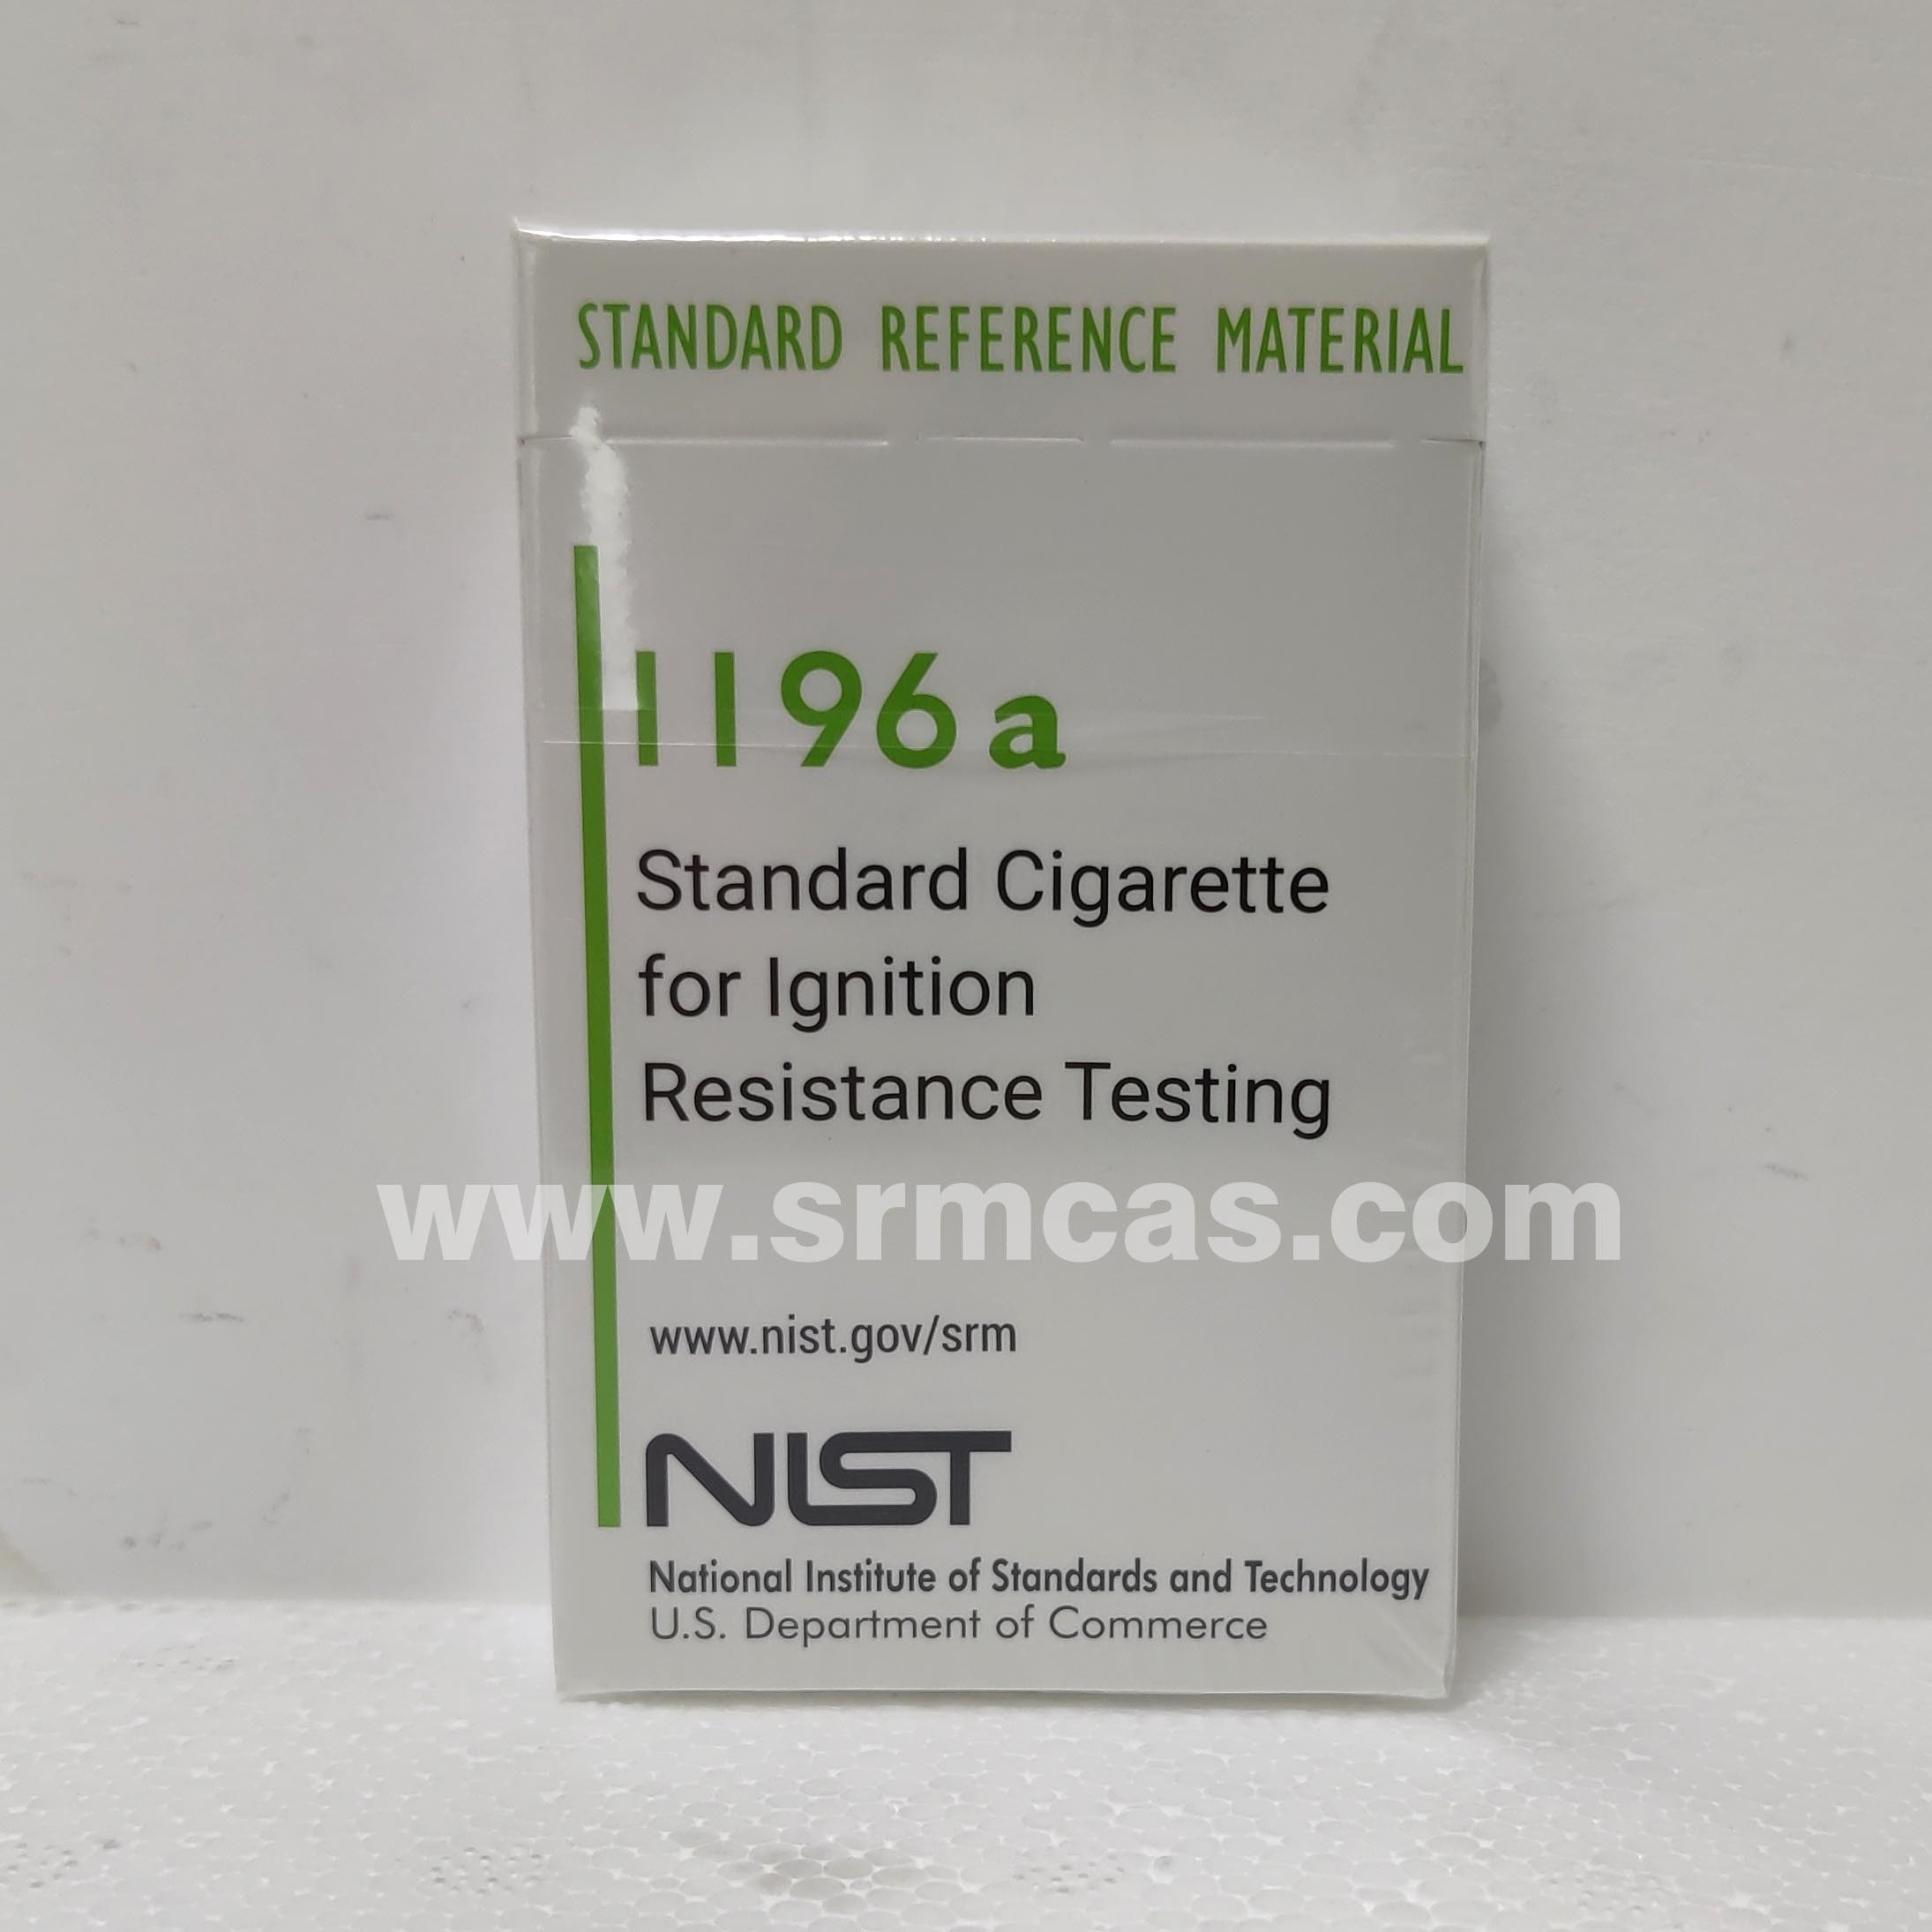 STANDARD REFERENCE MATERIAL
1196a
Standard Cigarette
for Ignition
Resistance Testing
www.srmcas.com
www.nist.gov/srm
NIST
National Institute of Standards and Technology
U.S. Department of Commerce